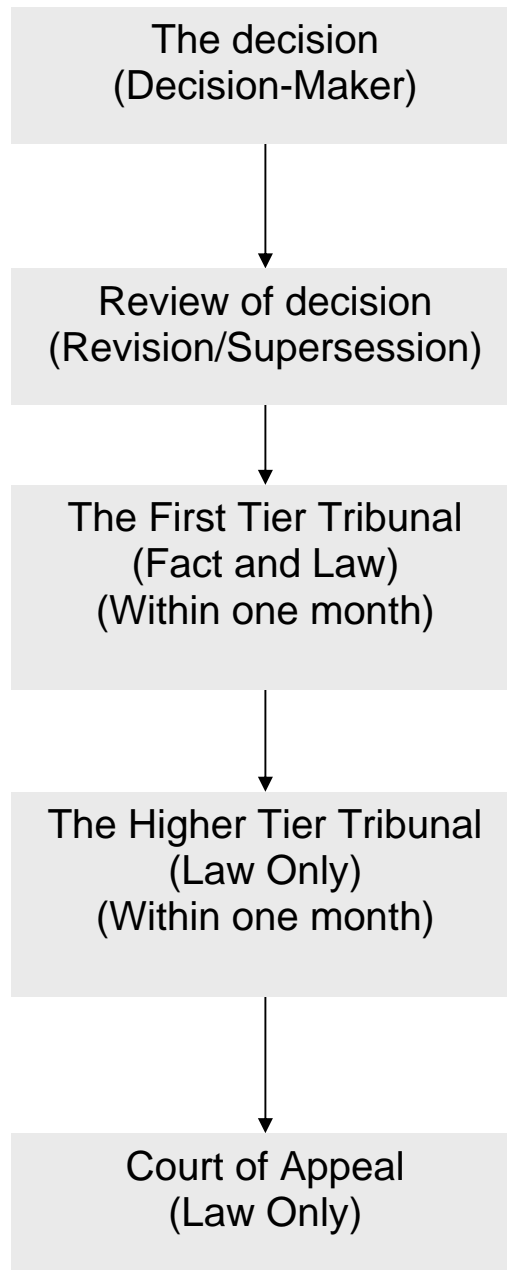 The decision
(Decision-Maker)
Review of decision
(Revision/Supersession)
The First Tier Tribunal
(Fact and Law)
(Within one month)
The Higher Tier Tribunal
(Law Only)
(Within one month)
Court of Appeal
(Law Only)